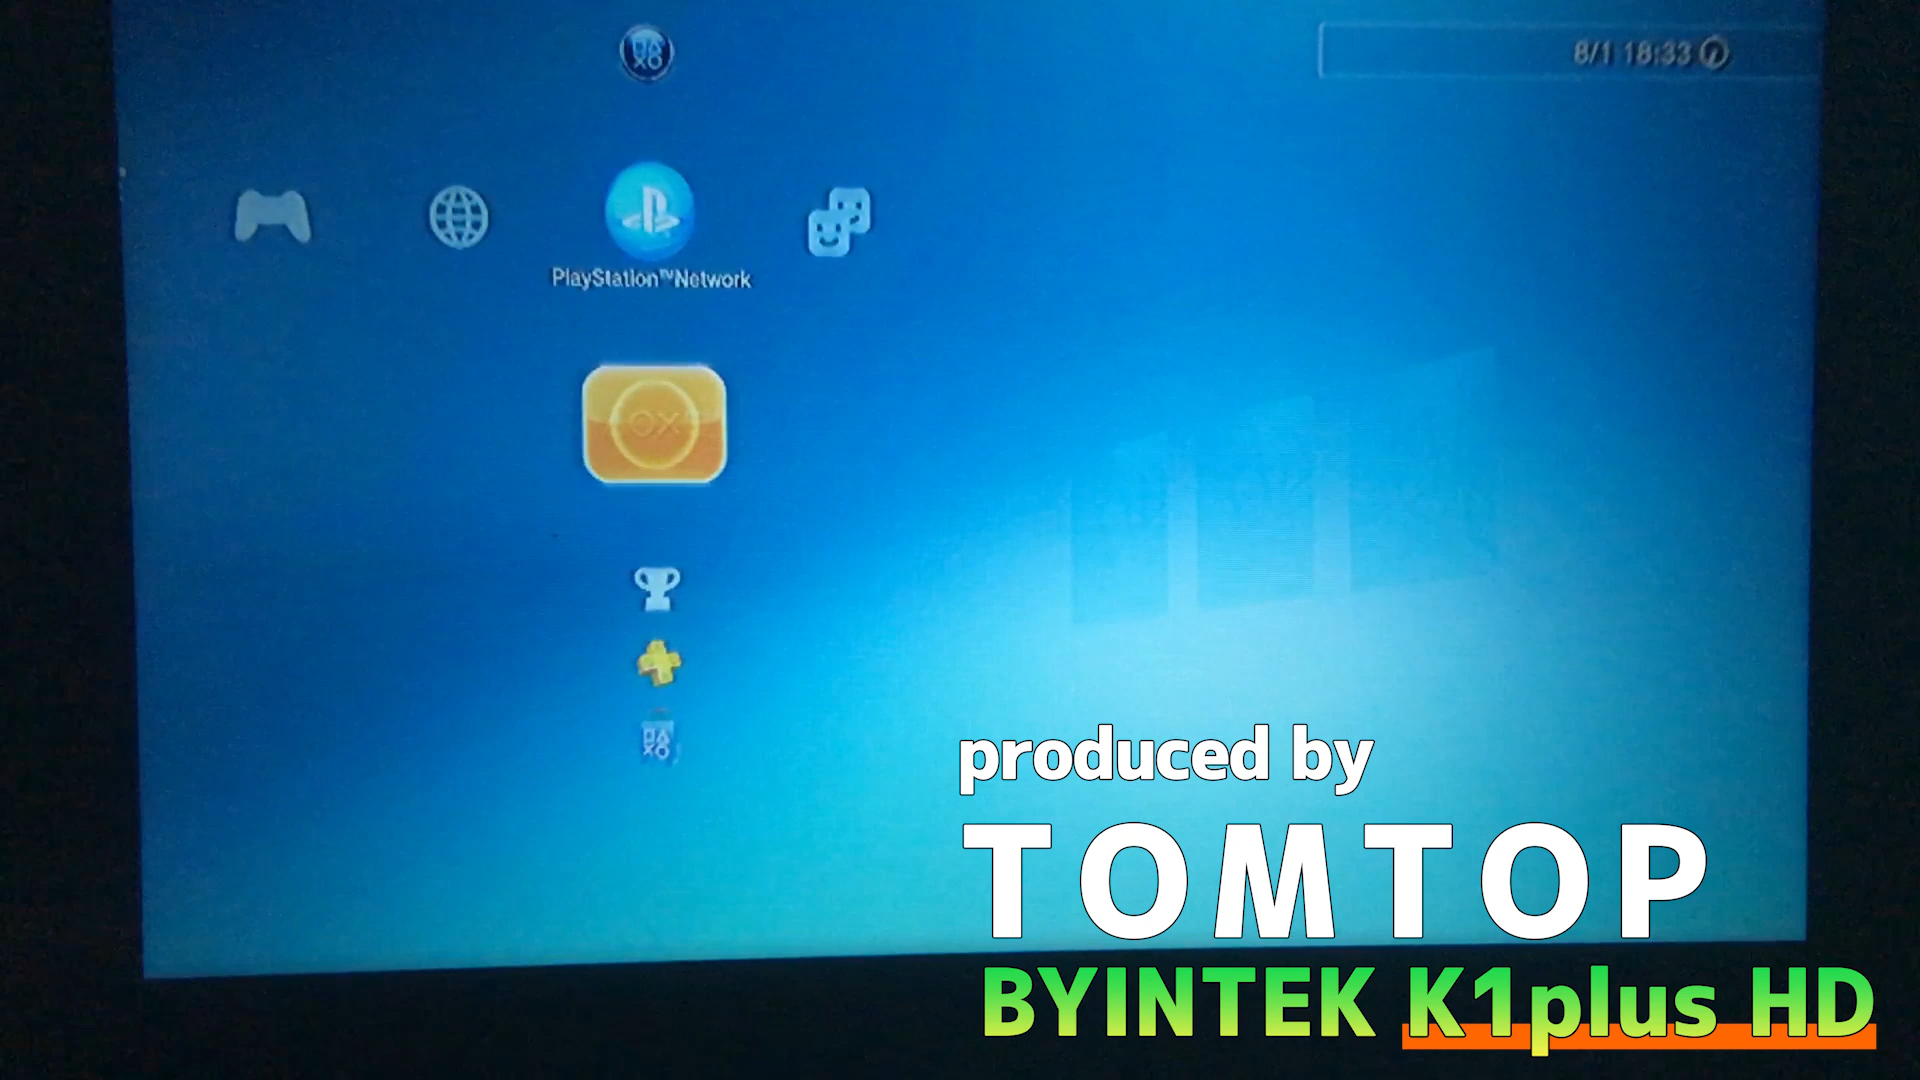 8/1 18:33
PlayStation™Network
produced by
TOMTOP
BYINTEK K1plus HD